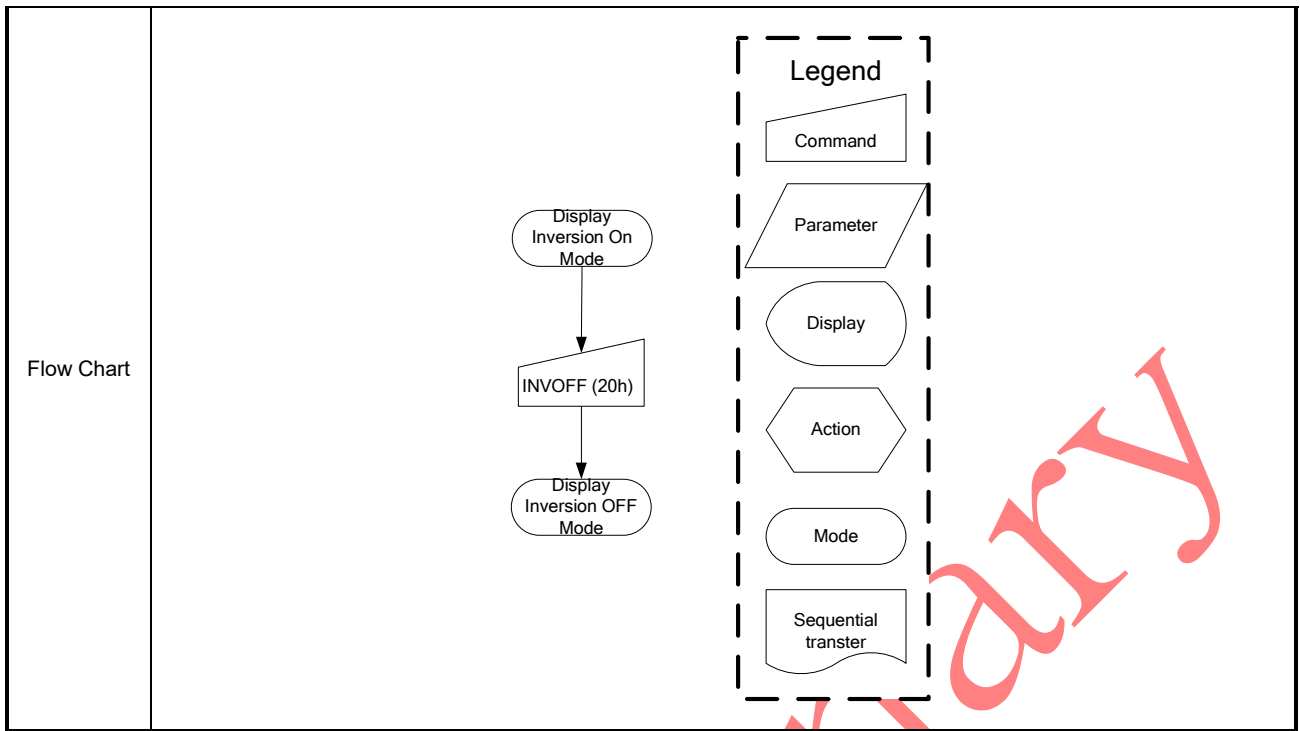 Flow Chart
Display
Inversion On
Mode
INVOFF (20h)
Display
Inversion OFF
Mode
Legend
Command
Parameter
Display
Action
Mode
Sequential
transter
ary